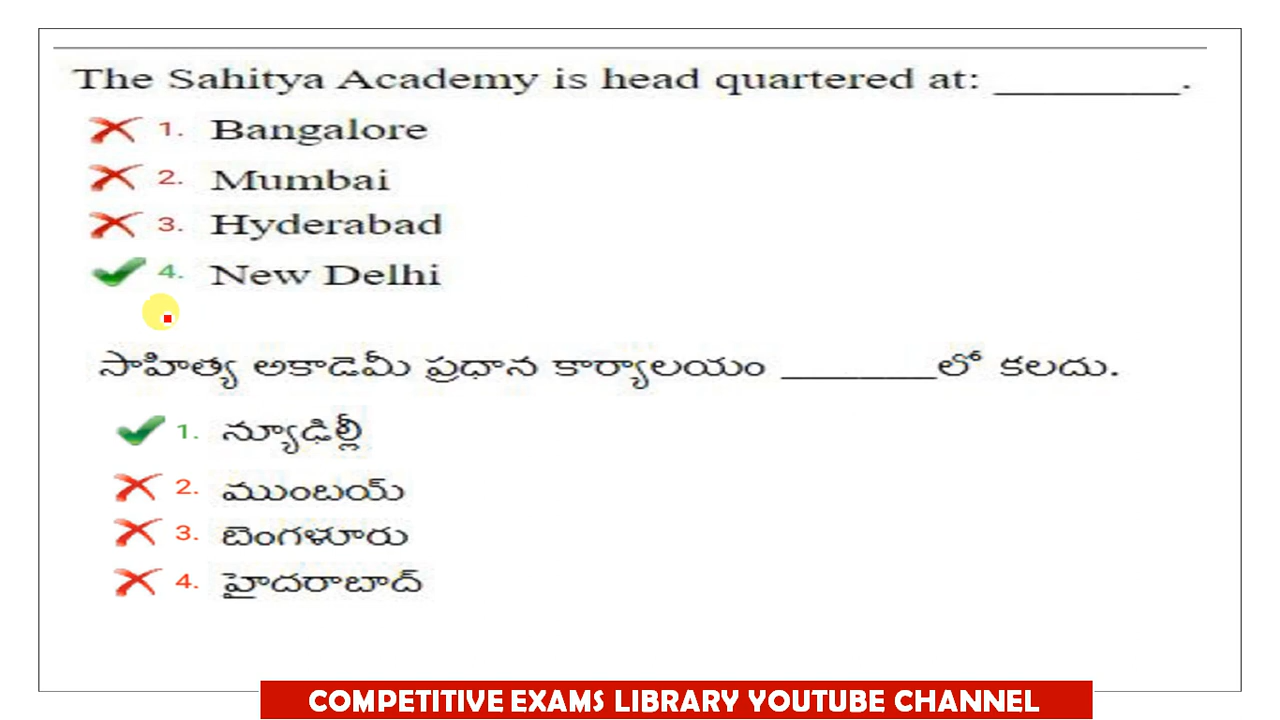 The Sahitya Academy is head quartered at: _________.
1. Bangalore
2. Mumbai
3. Hyderabad
4. New Delhi
సాహిత్య అకాడెమీ ప్రధాన కార్యాలయం ________లో కలదు.
1. న్యూఢిల్లీ
2. ముంబయ్
3. బెంగళూరు
4. హైదరాబాద్
COMPETITIVE EXAMS LIBRARY YOUTUBE CHANNEL